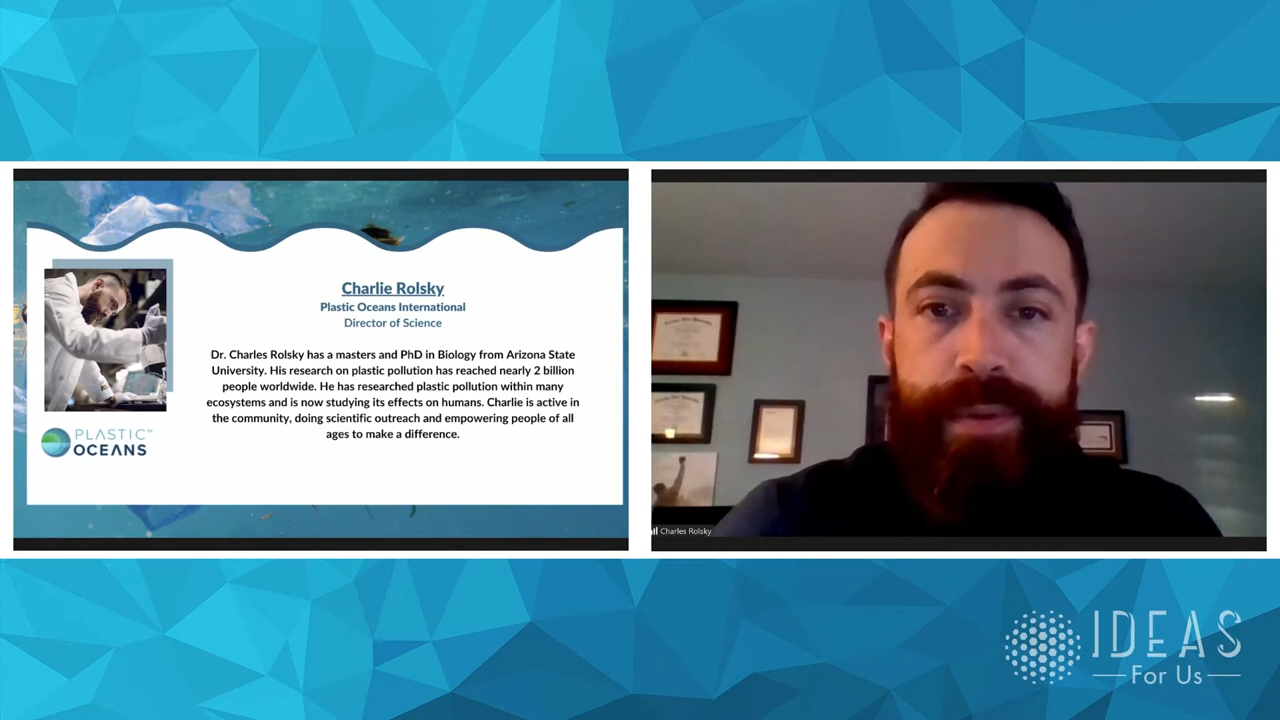 Charlie Rolsky
Plastic Oceans International
Director of Science
Dr. Charles Rolsky has a masters and PhD in Biology from Arizona State
University. His research on plastic pollution has reached nearly 2 billion
people worldwide. He has researched plastic pollution within many
ecosystems and is now studying its effects on humans. Charlie is active in
the community, doing scientific outreach and empowering people of all
ages to make a difference.
PLASTIC™
OCEANS
Charles Rolsky
IDEAS
For Us